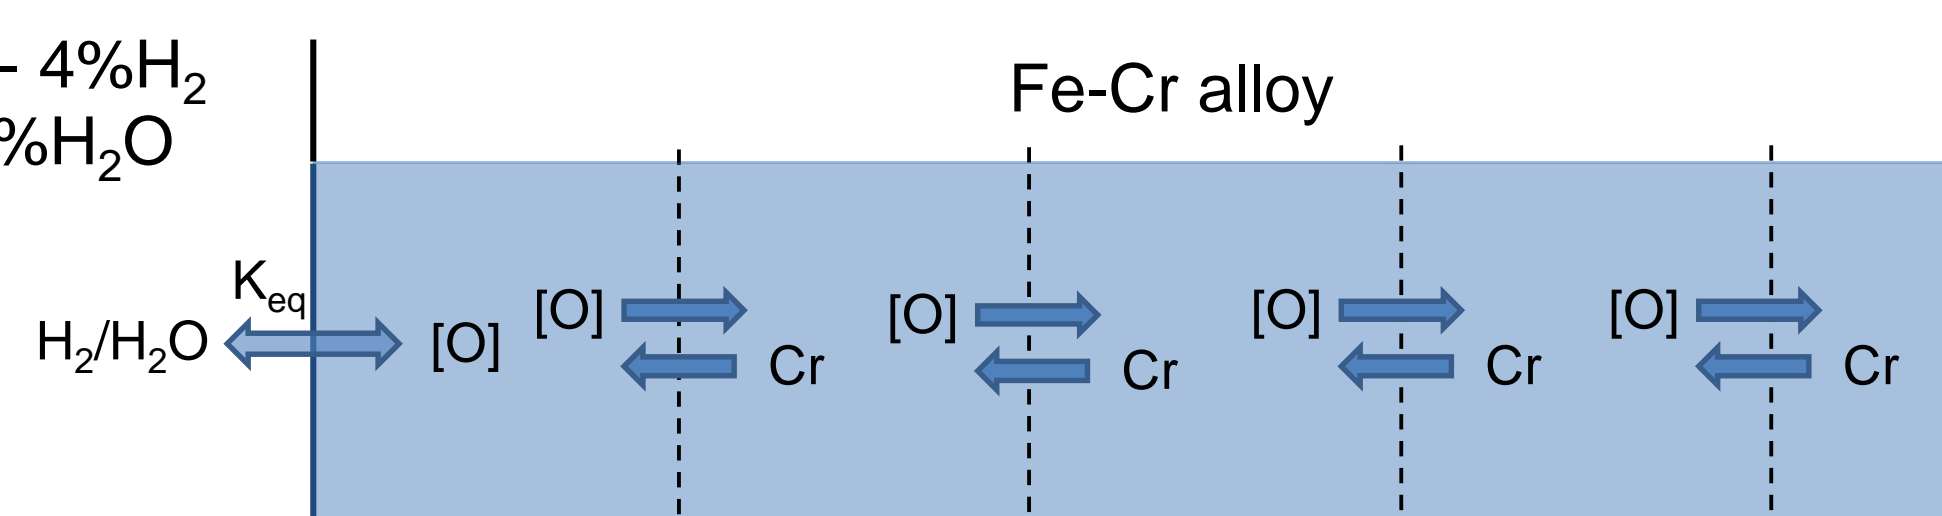 - 4%H₂
%H₂O
Fe-Cr alloy
Kₑq
H₂/H₂O
[O]
[O]
Cr
[O]
Cr
[O]
Cr
[O]
Cr